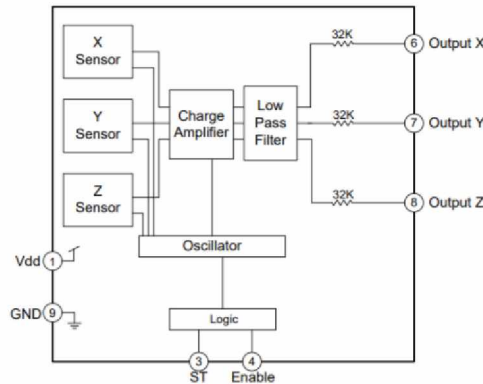 X
Sensor
Y
Sensor
Z
Sensor
Charge
Amplifier
Low
Pass
Filter
32K
6 Output X
32K
7 Output Y
32K
8 Output Z
Oscillator
Vdd 1
GND 9
Logic
3
ST
4
Enable